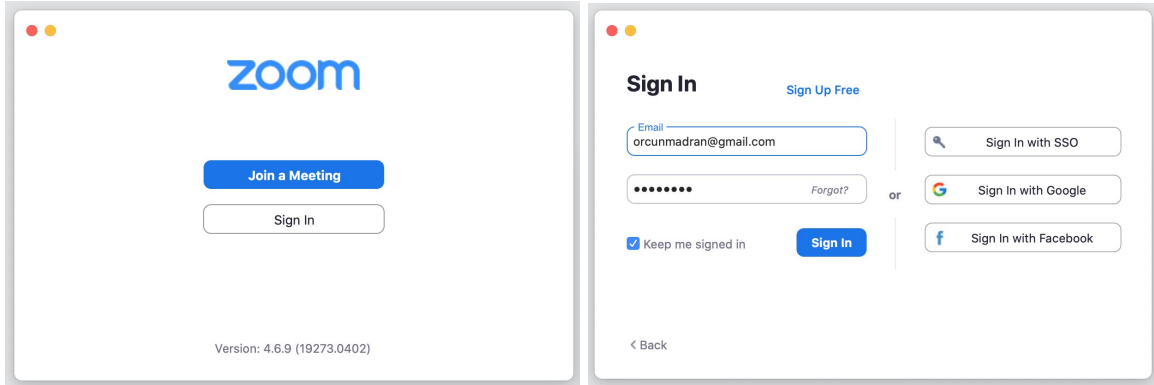 zoom
Join a Meeting
Sign In
Version: 4.6.9 (19273.0402)
Sign In
Sign Up Free
Email
orcunmadran@gmail.com
●●●●●●●● Forgot?
Keep me signed in
Sign In
or
Sign In with SSO
Sign In with Google
Sign In with Facebook
< Back